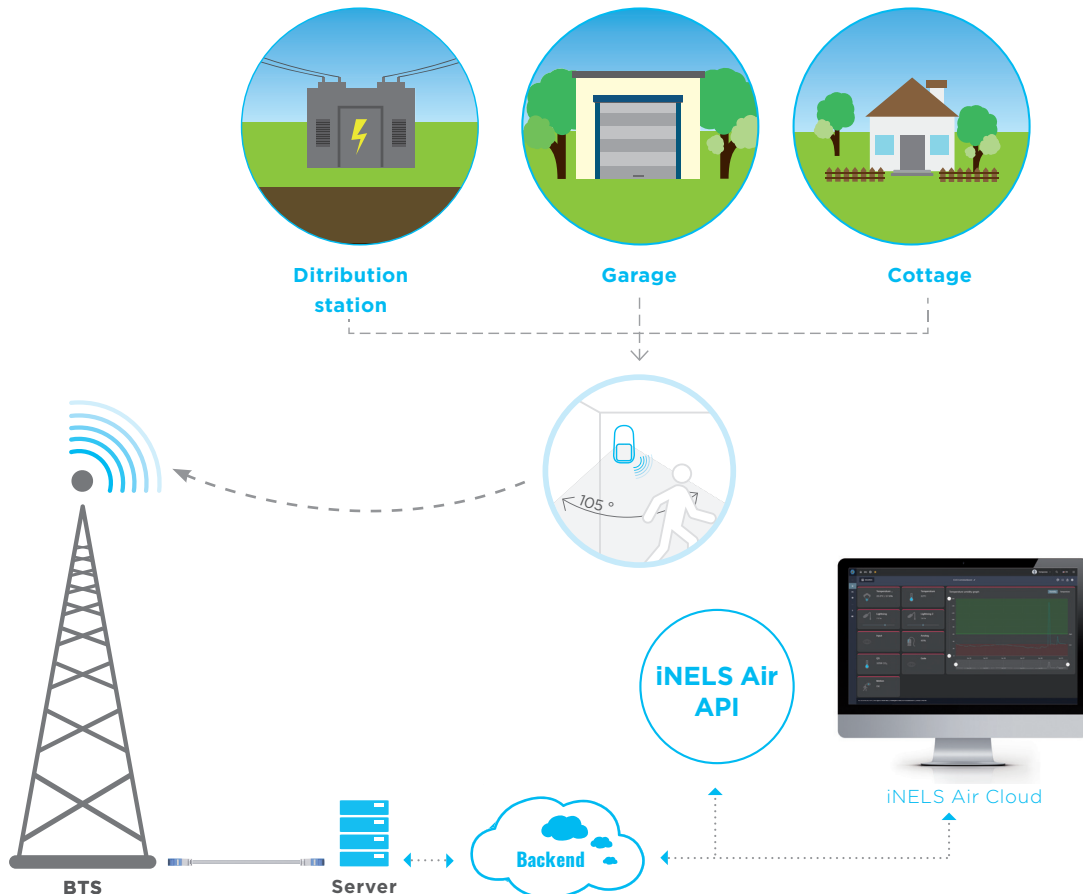 Ditribution
station
Garage
Cottage
105 °
iNELS Air
API
iNELS Air Cloud
Backend
BTS
Server